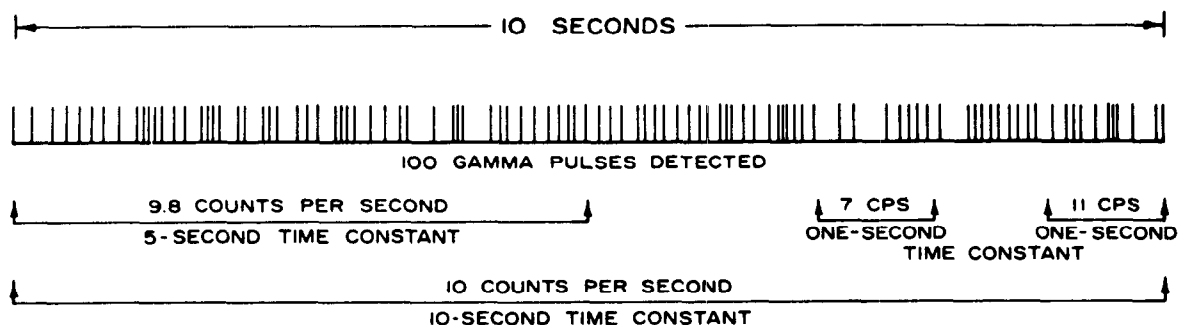 10 SECONDS
100 GAMMA PULSES DETECTED
9.8 COUNTS PER SECOND
5-SECOND TIME CONSTANT
7 CPS
ONE-SECOND
11 CPS
ONE-SECOND
TIME CONSTANT
10 COUNTS PER SECOND
10-SECOND TIME CONSTANT